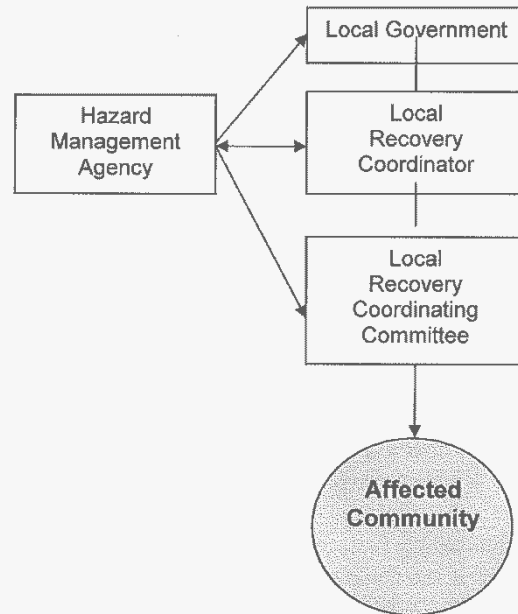 Local Government
Hazard
Management
Agency
Local
Recovery
Coordinator
Local
Recovery
Coordinating
Committee
Affected
Community